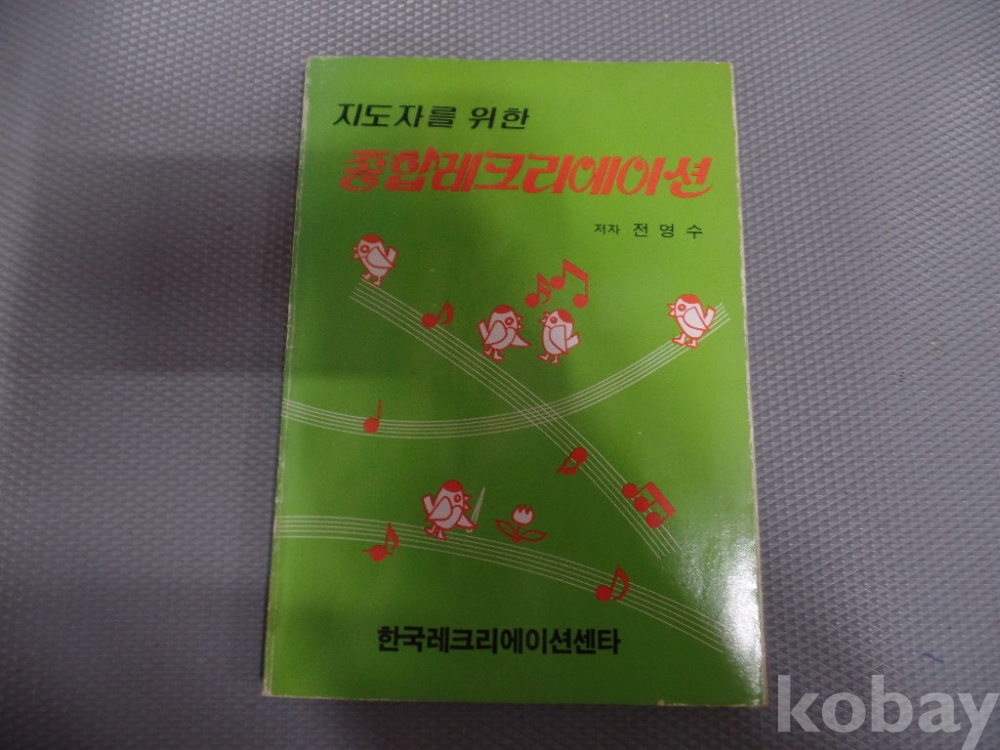 지도자를 위한
종합레크리에이션
저자 전영수
한국레크리에이션센타
kobay